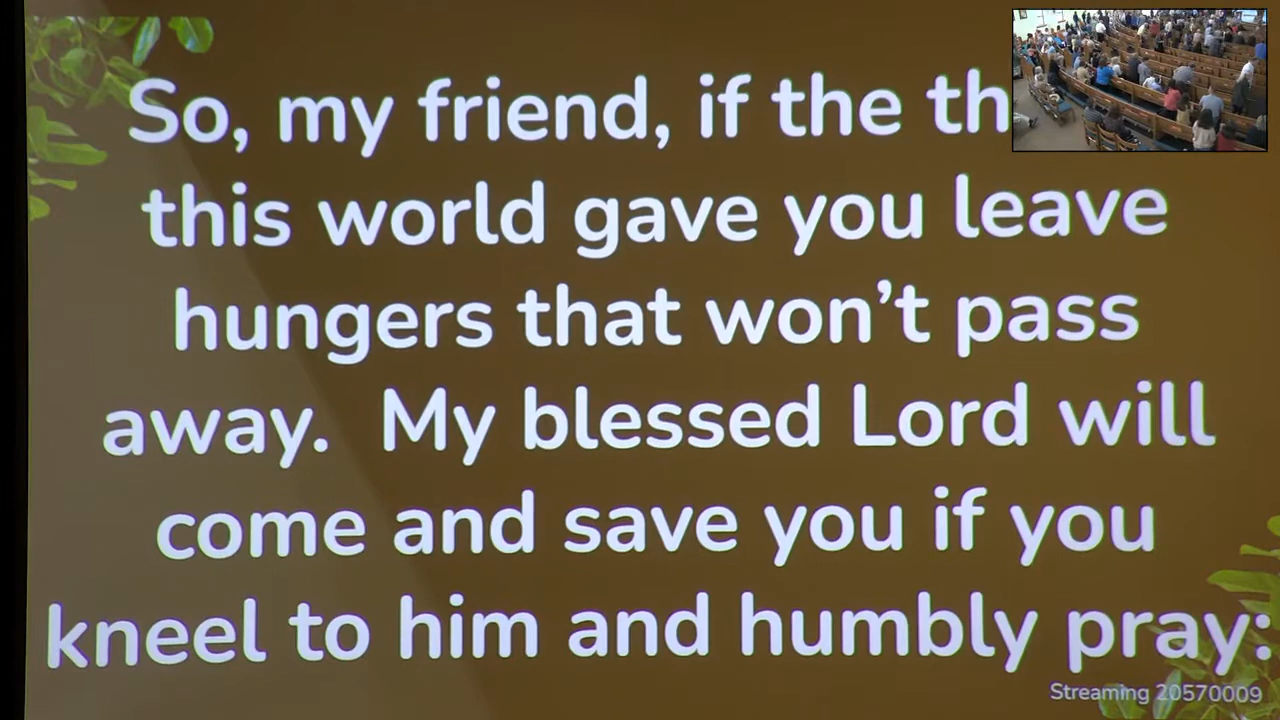 So, my friend, if the
this world gave you leave
hungers that won’t pass
away. My blessed Lord will
come and save you if you
kneel to him and humbly pray:
Streaming 20570009